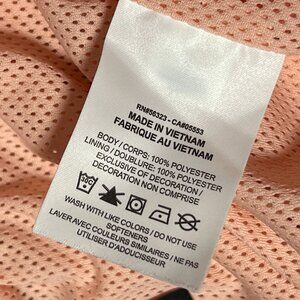 RN#56323 - CA#05553
MADE IN VIETNAM
FABRIQUE AU VIETNAM
BODY / CORPS: 100% POLYESTER
LINING / DOUBLURE: 100% POLYESTER
EXCLUSIVE OF DECORATION /
DECORATION NON COMPRISE
WASH WITH LIKE COLORS / DO NOT USE
SOFTENERS
LAVER AVEC COULEURS SIMILAIRES / NE PAS
UTILISER D'ADOUCISSEUR